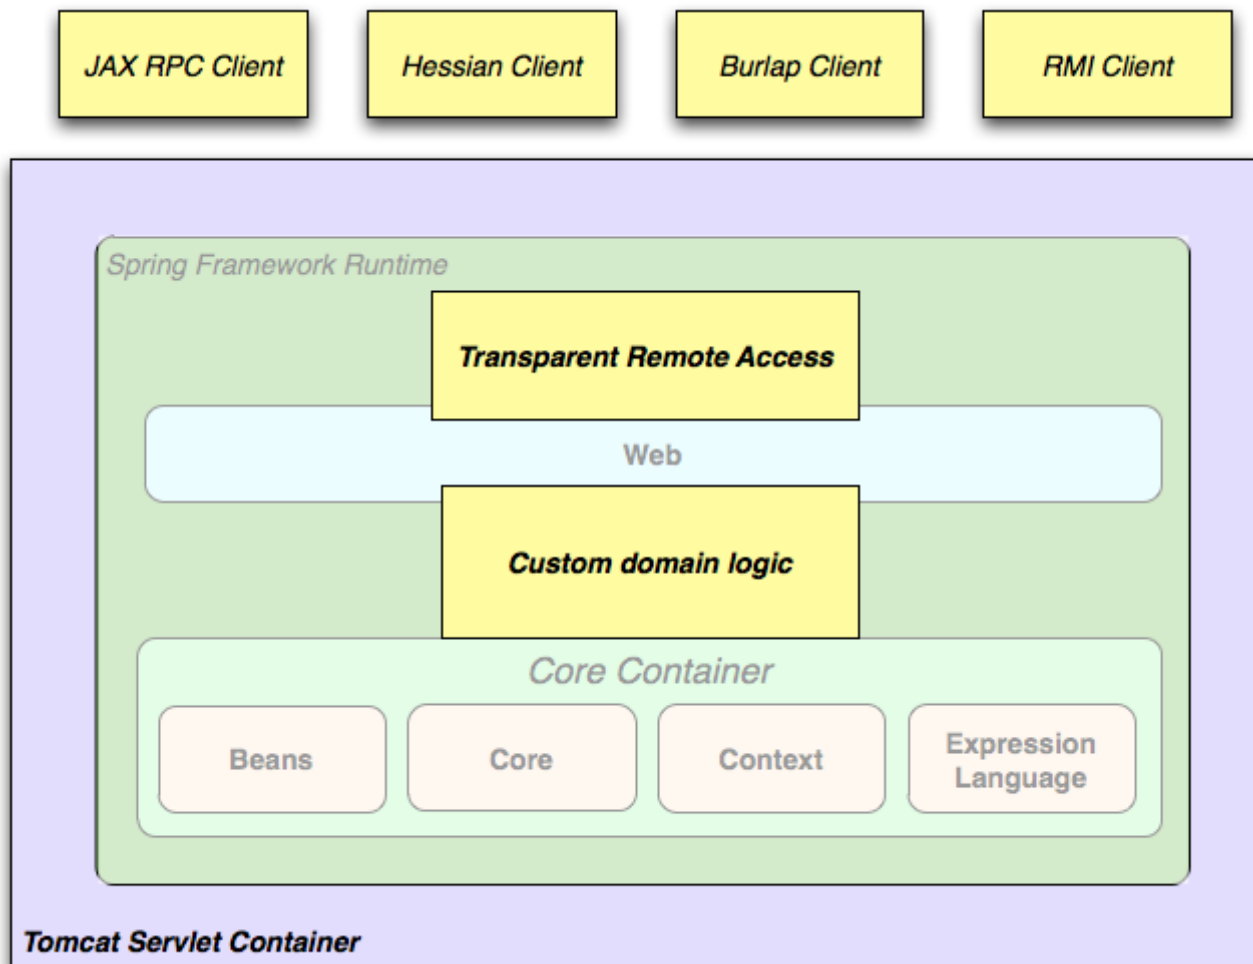 JAX RPC Client
Hessian Client
Burlap Client
RMI Client
Spring Framework Runtime
Transparent Remote Access
Web
Custom domain logic
Core Container
Beans
Core
Context
Expression
Language
Tomcat Servlet Container